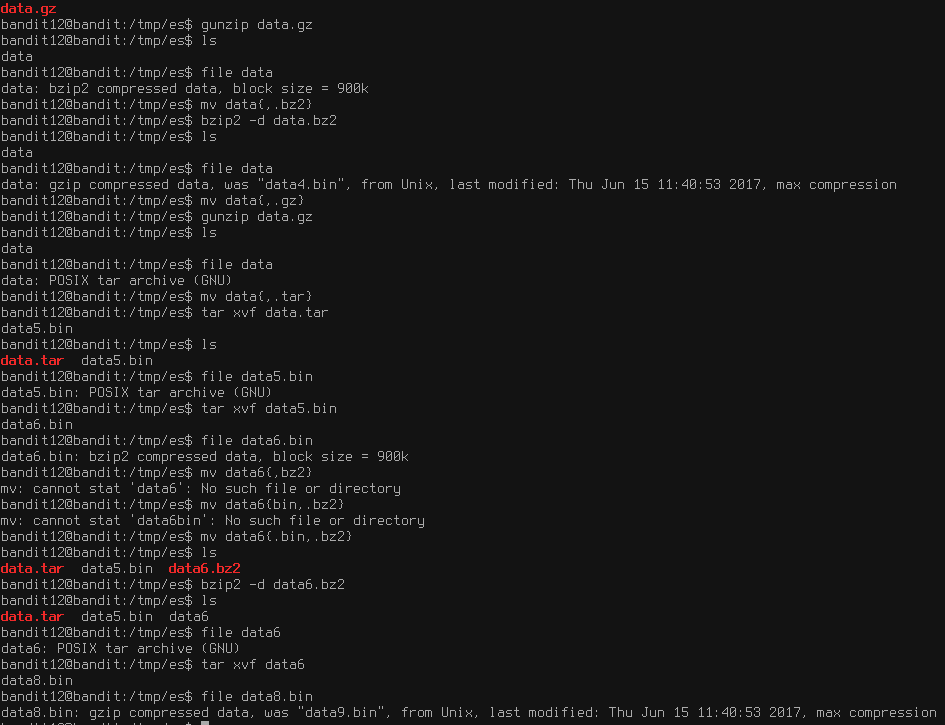 data.gz
bandit12@bandit:/tmp/es$ gunzip data.gz
bandit12@bandit:/tmp/es$ ls
data
bandit12@bandit:/tmp/es$ file data
data: bzip2 compressed data, block size = 900k
bandit12@bandit:/tmp/es$ mv data{,.bz2}
bandit12@bandit:/tmp/es$ bzip2 -d data.bz2
bandit12@bandit:/tmp/es$ ls
data
bandit12@bandit:/tmp/es$ file data
data: gzip compressed data, was "data4.bin", from Unix, last modified: Thu Jun 15 11:40:53 2017, max compression
bandit12@bandit:/tmp/es$ mv data{,.gz}
bandit12@bandit:/tmp/es$ gunzip data.gz
bandit12@bandit:/tmp/es$ ls
data
bandit12@bandit:/tmp/es$ file data
data: POSIX tar archive (GNU)
bandit12@bandit:/tmp/es$ mv data{,.tar}
bandit12@bandit:/tmp/es$ tar xvf data.tar
data5.bin
bandit12@bandit:/tmp/es$ ls
data.tar  data5.bin
bandit12@bandit:/tmp/es$ file data5.bin
data5.bin: POSIX tar archive (GNU)
bandit12@bandit:/tmp/es$ tar xvf data5.bin
data6.bin
bandit12@bandit:/tmp/es$ file data6.bin
data6.bin: bzip2 compressed data, block size = 900k
bandit12@bandit:/tmp/es$ mv data6{,bz2}
mv: cannot stat 'data6': No such file or directory
bandit12@bandit:/tmp/es$ mv data6{bin,.bz2}
mv: cannot stat 'data6bin': No such file or directory
bandit12@bandit:/tmp/es$ mv data6{.bin,.bz2}
bandit12@bandit:/tmp/es$ ls
data.tar  data5.bin  data6.bz2
bandit12@bandit:/tmp/es$ bzip2 -d data6.bz2
bandit12@bandit:/tmp/es$ ls
data.tar  data5.bin  data6
bandit12@bandit:/tmp/es$ file data6
data6: POSIX tar archive (GNU)
bandit12@bandit:/tmp/es$ tar xvf data6
data8.bin
bandit12@bandit:/tmp/es$ file data8.bin
data8.bin: gzip compressed data, was "data9.bin", from Unix, last modified: Thu Jun 15 11:40:53 2017, max compression